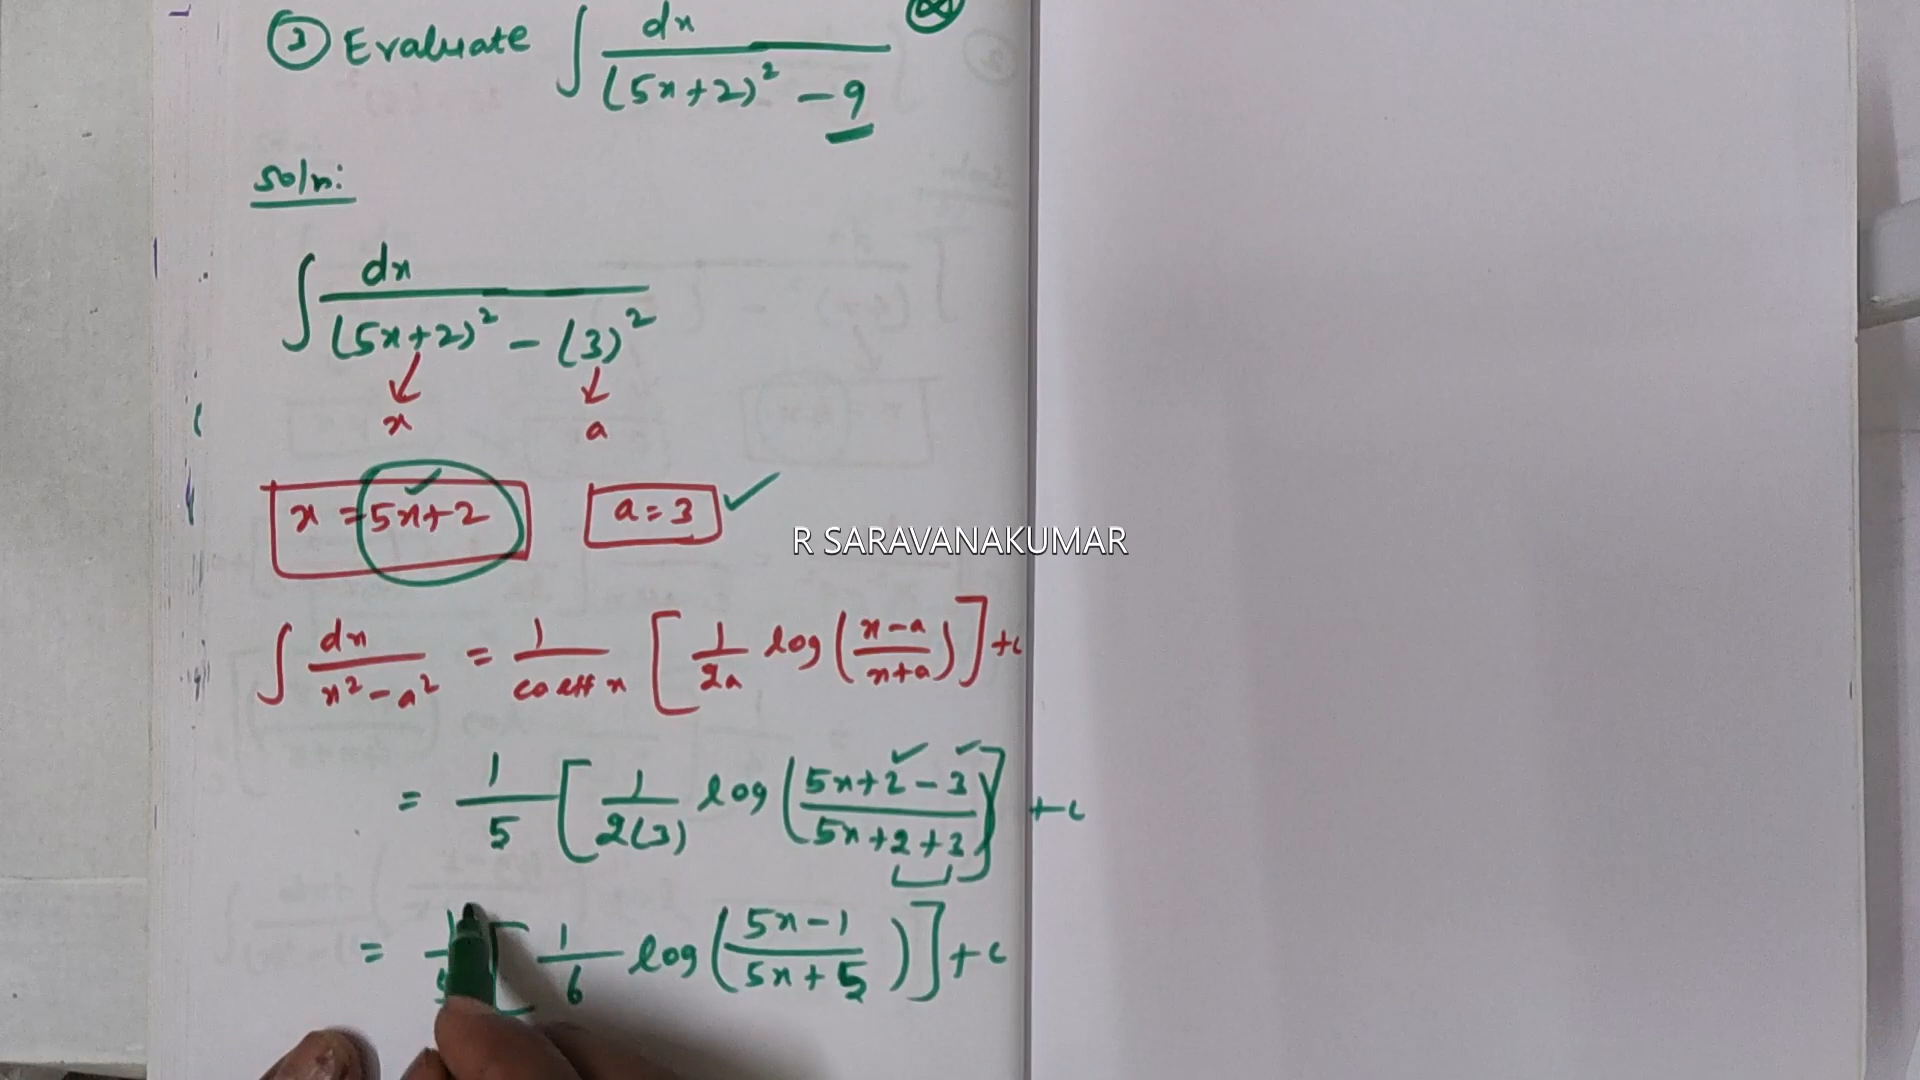 ③ Evaluate ∫ dx / (5x+2)² - 9
Soln:
∫ dx / (5x+2)² - (3)²
x a
x = 5x+2 a = 3
R SARAVANAKUMAR
∫ dx / x² - a² = 1 / coeff x [ 1 / 2a log ( x-a / x+a ) ] + c
= 1 / 5 [ 1 / 2(3) log ( 5x+2-3 / 5x+2+3 ) ] + c
= 1 / 5 [ 1 / 6 log ( 5x-1 / 5x+5 ) ] + c